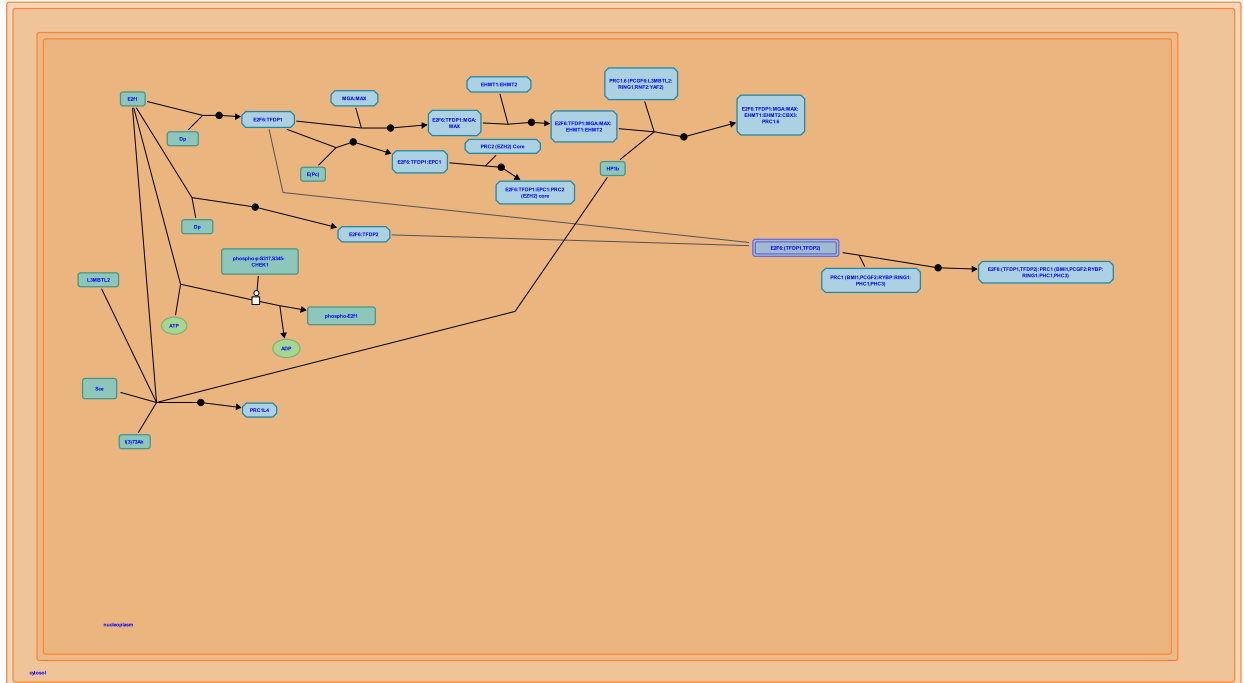 PRC1.6 (PCGF6:L3MBTL2:
RING1,RNF2:YAF2)
EHMT1:EHMT2
E2f1
MGA:MAX
E2F6:TFDP1:MGA:MAX:
EHMT1:EHMT2:CBX3:
PRC1.6
E2F6:TFDP1
E2F6:TFDP1:MGA:
MAX
E2F6:TFDP1:MGA:MAX:
EHMT1:EHMT2
Dp
PRC2 (EZH2) Core
E2F6:TFDP1:EPC1
E(Pc)
HP1b
E2F6:TFDP1:EPC1:PRC2
(EZH2) core
Dp
E2F6:TFDP2
E2F6:(TFDP1,TFDP2)
phospho-p-S317,S345-
CHEK1
L3MBTL2
PRC1 (BMI1,PCGF2:RYBP:RING1:
PHC1,PHC3)
E2F6:(TFDP1,TFDP2):PRC1 (BMI1,PCGF2:RYBP:
RING1:PHC1,PHC3)
ATP
phospho-E2f1
ADP
Sce
PRC1L4
l(3)73Ah
nucleoplasm
cytosol